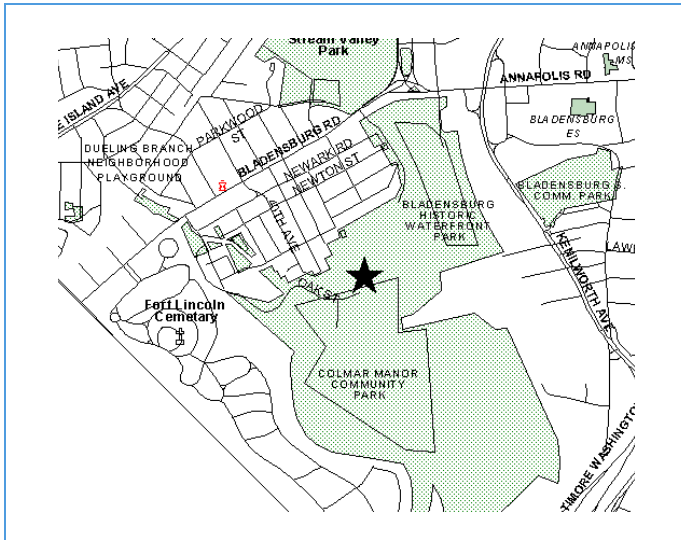 Stream Valley
Park
ANNAPOLIS
MS
ANNAPOLIS RD
E ISLAND AVE
PARKWOOD
ST
BLADENSBURG RD
BLADENSBURG
ES
DUELING BRANCH
NEIGHBORHOOD
PLAYGROUND
NEWARK RD
NEWTON ST
BLADENSBURG S.
COMM. PARK
BLADENSBURG
HISTORIC
WATERFRONT
PARK
40TH AVE
KENILWORTH AVE
LAW
OAK ST
Fort Lincoln
Cemetary
COLMAR MANOR
COMMUNITY
PARK
TIMORE WASHINGTO